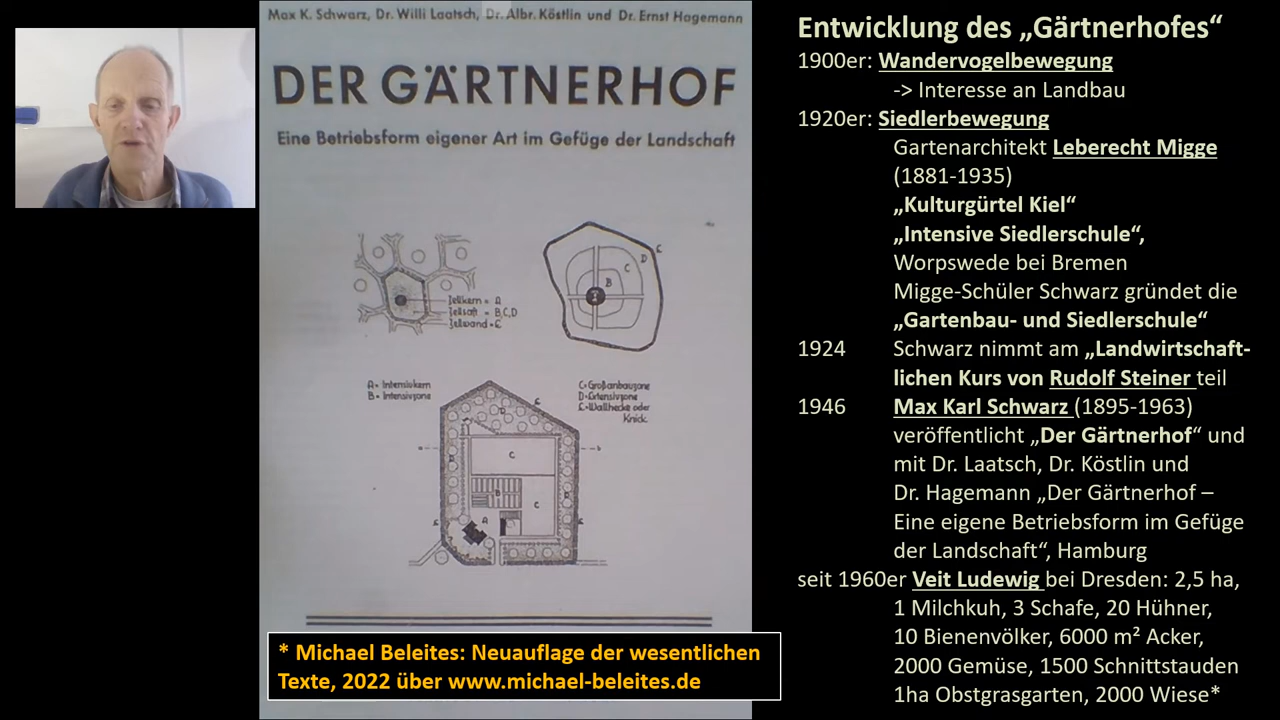 Max K. Schwarz, Dr. Willi Laatsch, Dr. Albr. Köstlin und Dr. Ernst Hagemann
DER GÄRTNERHOF
Eine Betriebsform eigener Art im Gefüge der Landschaft
Zellkern = A
Zellsaft = B,C,D
Zellwand = E
E
D
C
B
A = Intensivkern
B = Intensivzone
C = Großanbauzone
D = Extensivzone
E = Wallhecke oder
Knick
D
E
a
b
C
D
B
C
D
A
E
E
D
* Michael Beleites: Neuauflage der wesentlichen
Texte, 2022 über www.michael-beleites.de
Entwicklung des „Gärtnerhofes“
1900er: Wandervogelbewegung
-> Interesse an Landbau
1920er: Siedlerbewegung
Gartenarchitekt Leberecht Migge
(1881-1935)
„Kulturgürtel Kiel“
„Intensive Siedlerschule“,
Worpswede bei Bremen
Migge-Schüler Schwarz gründet die
„Gartenbau- und Siedlerschule“
1924 Schwarz nimmt am „Landwirtschaft-
lichen Kurs von Rudolf Steiner teil
1946 Max Karl Schwarz (1895-1963)
veröffentlicht „Der Gärtnerhof“ und
mit Dr. Laatsch, Dr. Köstlin und
Dr. Hagemann „Der Gärtnerhof –
Eine eigene Betriebsform im Gefüge
der Landschaft“, Hamburg
seit 1960er Veit Ludewig bei Dresden: 2,5 ha,
1 Milchkuh, 3 Schafe, 20 Hühner,
10 Bienenvölker, 6000 m² Acker,
2000 Gemüse, 1500 Schnittstauden
1ha Obstgrasgarten, 2000 Wiese*